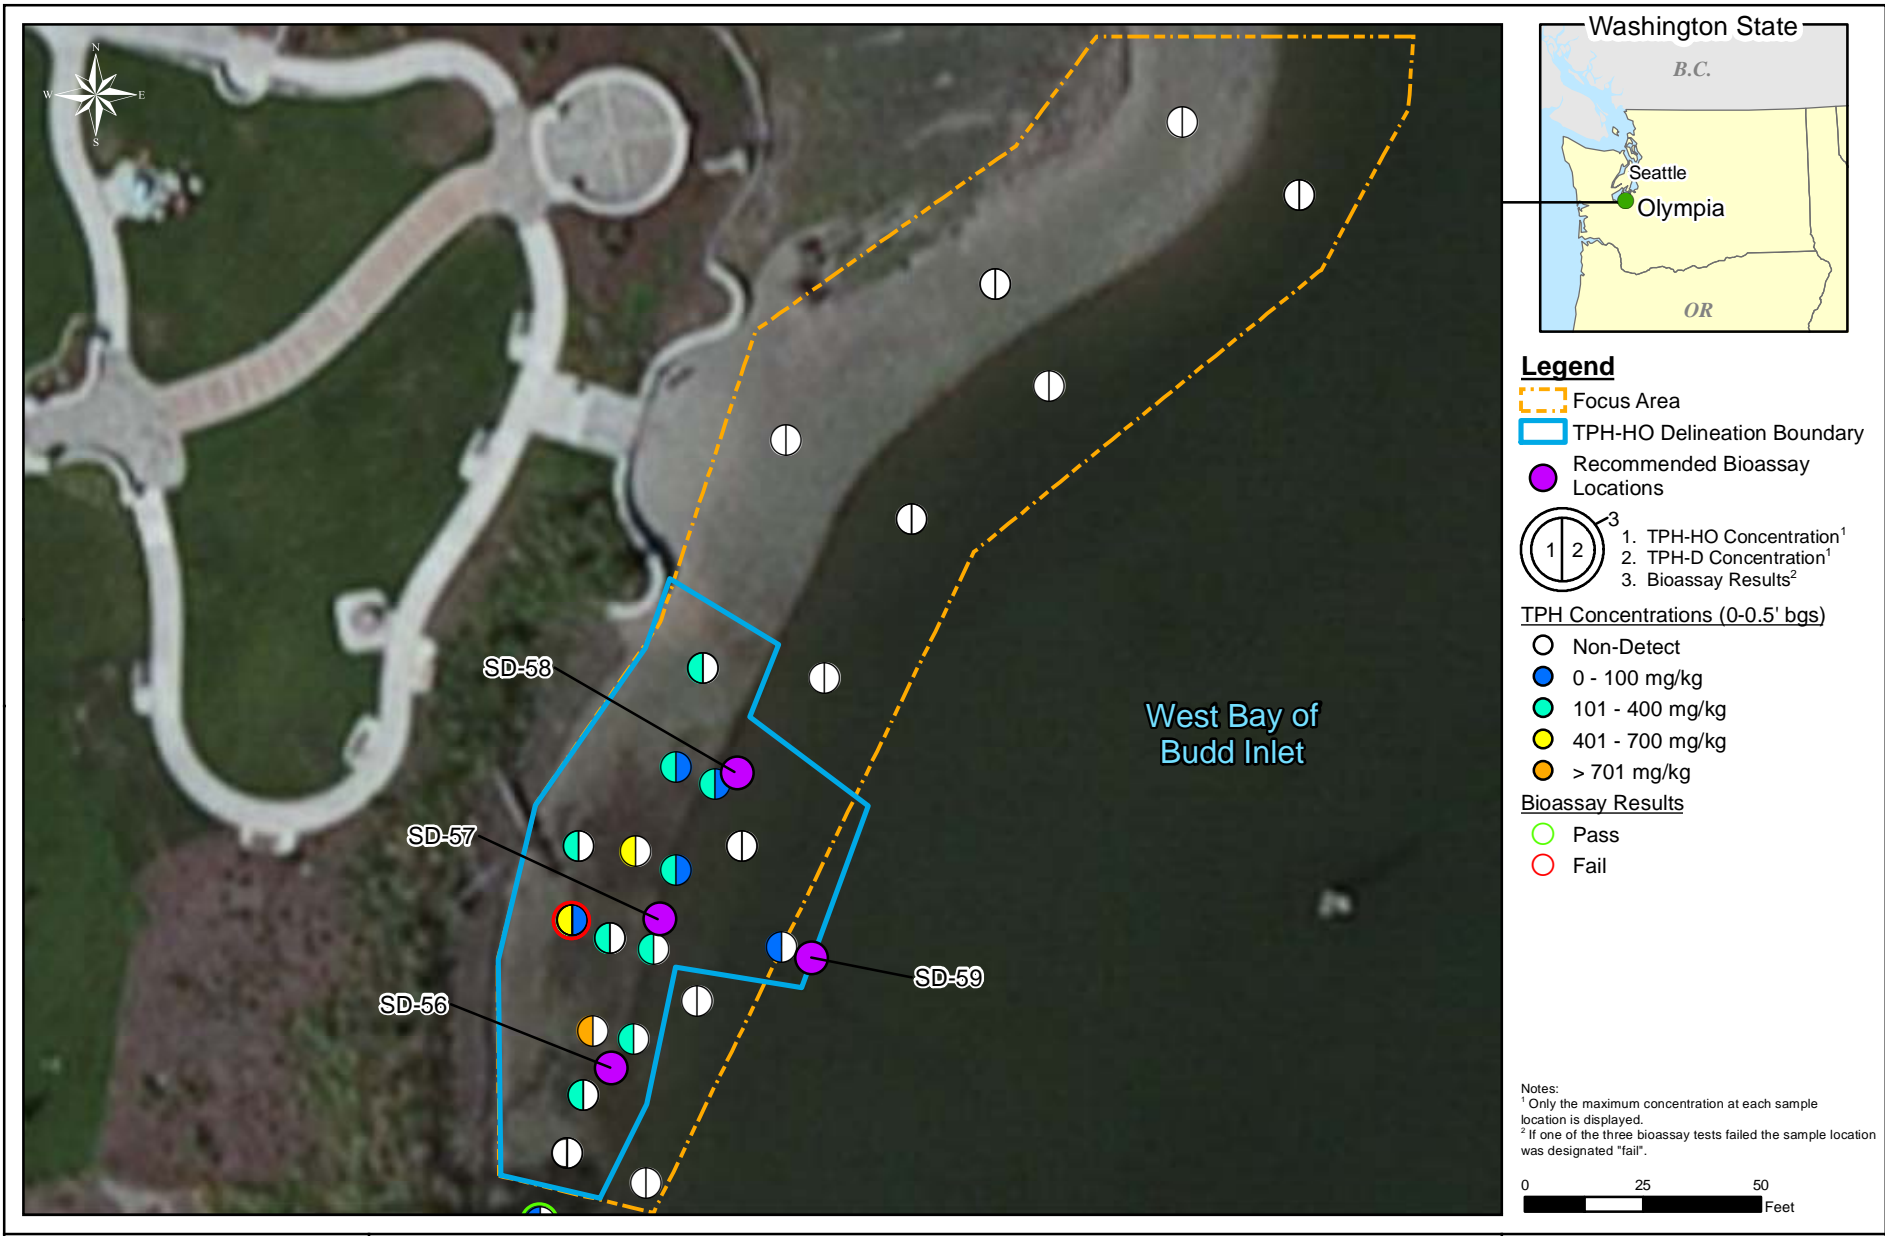 N
W
E
S
SD-58
SD-57
SD-56
SD-59
West Bay of
Budd Inlet
Washington State
B.C.
Seattle
Olympia
OR
Legend
Focus Area
TPH-HO Delineation Boundary
Recommended Bioassay
Locations
3
1 2
1. TPH-HO Concentration¹
2. TPH-D Concentration¹
3. Bioassay Results²
TPH Concentrations (0-0.5' bgs)
Non-Detect
0 - 100 mg/kg
101 - 400 mg/kg
401 - 700 mg/kg
> 701 mg/kg
Bioassay Results
Pass
Fail
Notes:
¹ Only the maximum concentration at each sample
location is displayed.
² If one of the three bioassay tests failed the sample location
was designated "fail".
0 25 50
Feet